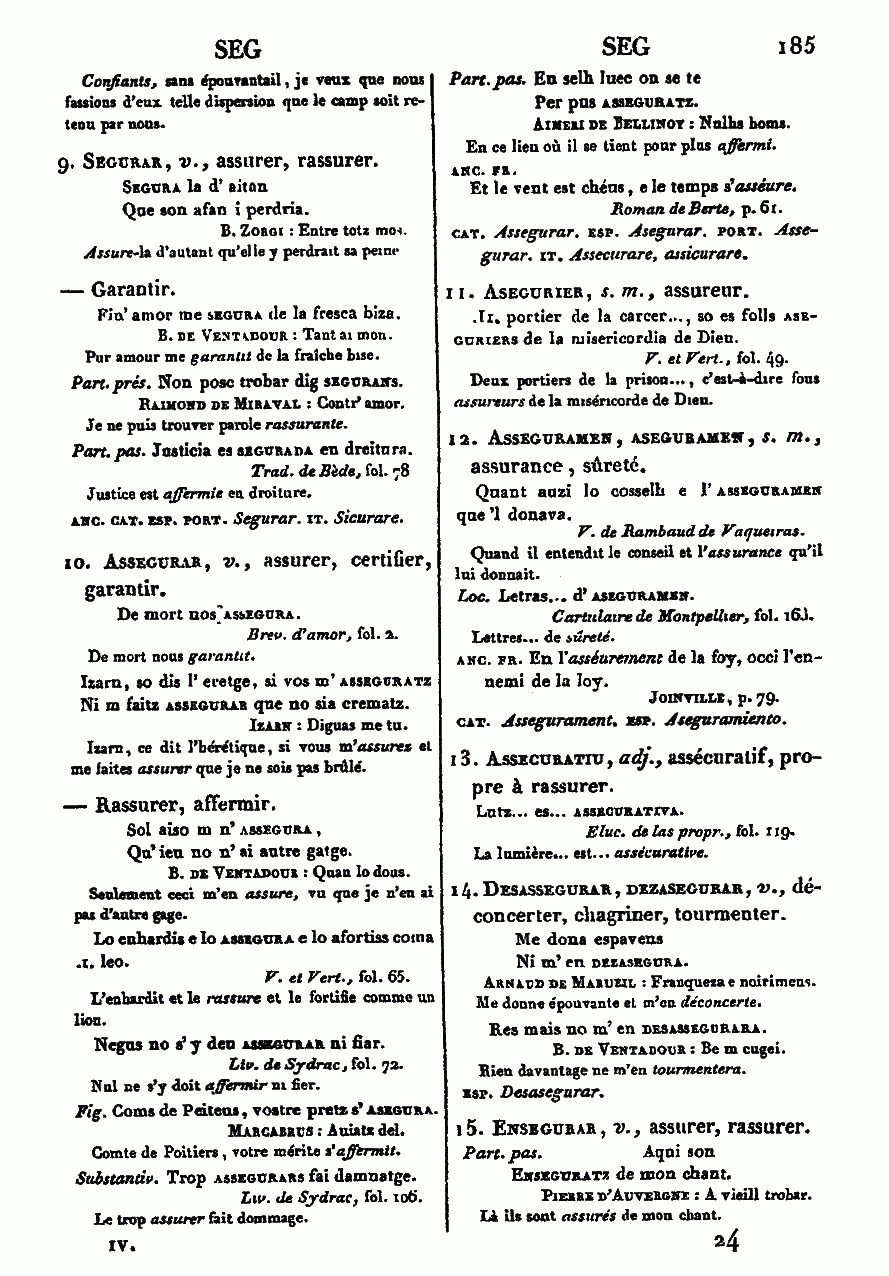 SEG
Confiants, sans épouvantail, je veux que nous
fassions d'eux telle dispersion que le camp soit re-
tenu par nous.
9. SEGURAR, v., assurer, rassurer.
SEGURA la d' aitan
Que son afan i perdria.
B. ZORGI : Entre totz mos.
Assure-la d'autant qu'elle y perdrait sa peine
— Garantir.
Fin' amor me SEGURA de la fresca biza.
B. DE VENTADOUR : Tant ai mon.
Pur amour me garantit de la fraîche bise.
Part. prés. Non posc trobar dig SEGURANS.
RAIMOND DE MIRAVAL : Contr' amor.
Je ne puis trouver parole rassurante.
Part. pas. Justicia es SEGURADA en dreitura.
Trad. de Bède, fol. 78
Justice est affermie en droiture.
ANC. CAT. ESP. PORT. Segurar. IT. Sicurare.
10. ASSEGURAR, v., assurer, certifier,
garantir.
De mort nos ASSEGURA.
Brev. d'amor, fol. 2.
De mort nous garantit.
Izarn, so dis l' eretge, si vos m' ASSEGURATZ
Ni m faitz ASSEGURAR que no sia crematz.
IZARN : Diguas me tu.
Izarn, ce dit l'hérétique, si vous m'assurez et
me faites assurer que je ne sois pas brûlé.
— Rassurer, affermir.
Sol aiso m n' ASSEGURA,
Qu' ieu no n' ai autre gatge.
B. DE VENTADOUR : Quan lo dous.
Seulement ceci m'en assure, vu que je n'en ai
pas d'autre gage.
Lo enhardis e lo ASSEGURA e lo afortiss coma
.I. leo.
V. et Vert., fol. 65.
L'enhardit et le rassure et le fortifie comme un
lion.
Negus no s' y deu ASSEGURAR ni fiar.
Liv. de Sydrac, fol. 72.
Nul ne s'y doit affermir ni fier.
Fig. Coms de Peiteus, vostre pretz s' ASEGURA.
MARCABRUS : Auiatz del.
Comte de Poitiers, votre mérite s'affermit.
Substantiv. Trop ASSEGURARS fai damnatge.
Liv. de Sydrac, fol. 106.
Le trop assurer fait dommage.
IV.
SEG 185
Part. pas. En selh luec on se te
Per pus ASSEGURATZ.
AIMERI DE BELLINOY : Nulhs homs.
En ce lieu où il se tient pour plus affermi.
ANC. FR.
Et le vent est chéus, e le temps s'asséure.
Roman de Berte, p. 61.
CAT. Assegurar. ESP. Asegurar. PORT. Asse-
gurar. IT. Assecurare, assicurare.
11. ASEGURIER, s. m., assureur.
.II. portier de la carcer..., so es folls ASE-
GURIERS de la misericordia de Dieu.
V. et Vert., fol. 49.
Deux portiers de la prison..., c'est-à-dire fous
assureurs de la miséricorde de Dieu.
12. ASSEGURAMEN, ASEGURAMEN, s. m.,
assurance, sûreté.
Quant auzi lo cosselh e l' ASSEGURAMEN
que 'l donava.
V. de Rambaud de Vaqueiras.
Quand il entendit le conseil et l'assurance qu'il
lui donnait.
Loc. Letras... d' ASEGURAMEN.
Cartulaire de Montpellier, fol. 163.
Lettres... de sûreté.
ANC. FR. En l'asséurement de la foy, occi l'en-
nemi de la loy.
JOINVILLE, p. 79.
CAT. Assegurament. ESP. Aseguramiento.
13. ASSECURATIU, adj., assécuratif, pro-
pre à rassurer.
Lutz... es... ASSECURATIVA.
Eluc. de las propr., fol. 119.
La lumière... est... assécurative.
14. DESASSEGURAR, DEZASEGURAR, v., dé-
concerter, chagriner, tourmenter.
Me dona espavens
Ni m' en DEZASEGURA.
ARNAUD DE MARUEIL : Franqueza e noirimens.
Me donne épouvante et m'en déconcerte.
Res mais no m' en DESASSEGURARA.
B. DE VENTADOUR : Be m cugei.
Rien davantage ne m'en tourmentera.
ESP. Desasegurar.
15. ENSEGURAR, v., assurer, rassurer.
Part. pas. Aqui son
ENSEGURATZ de mon chant.
PIERRE D'AUVERGNE : A vieill trobar.
Là ils sont assurés de mon chant.
24